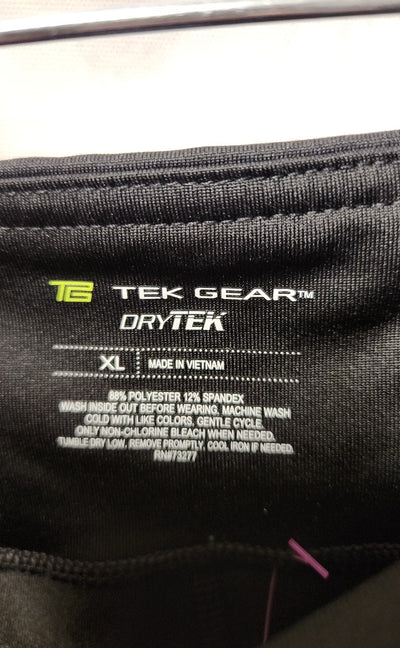 TG TEK GEAR™
DRYTEK
XL MADE IN VIETNAM
88% POLYESTER 12% SPANDEX
WASH INSIDE OUT BEFORE WEARING, MACHINE WASH
COLD WITH LIKE COLORS, GENTLE CYCLE.
ONLY NON-CHLORINE BLEACH WHEN NEEDED.
TUMBLE DRY LOW, REMOVE PROMPTLY. COOL IRON IF NEEDED.
RN#73277